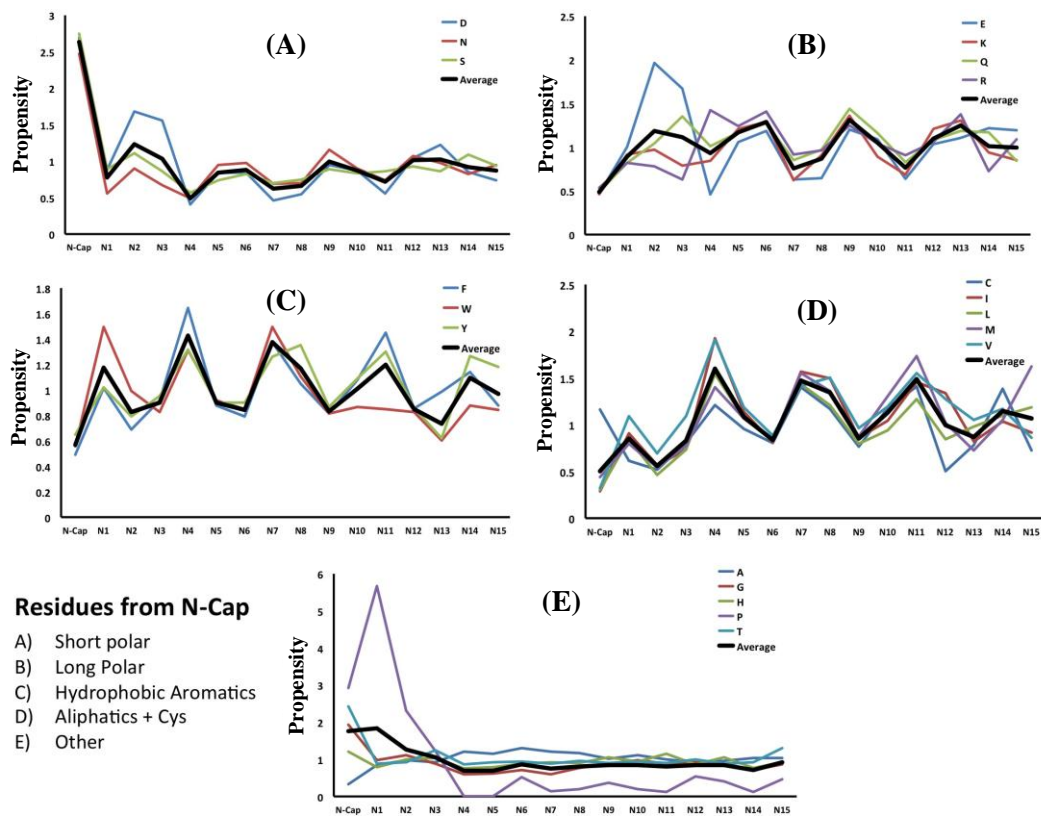 (A)
Propensity
3
2.5
2
1.5
1
0.5
0
D
N
S
Average
N-Cap N1 N2 N3 N4 N5 N6 N7 N8 N9 N10 N11 N12 N13 N14 N15
(B)
Propensity
2.5
2
1.5
1
0.5
0
E
K
Q
R
Average
N-Cap N1 N2 N3 N4 N5 N6 N7 N8 N9 N10 N11 N12 N13 N14 N15
(C)
Propensity
1.8
1.6
1.4
1.2
1
0.8
0.6
0.4
0.2
0
F
W
Y
Average
N-Cap N1 N2 N3 N4 N5 N6 N7 N8 N9 N10 N11 N12 N13 N14 N15
(D)
Propensity
2.5
2
1.5
1
0.5
0
C
I
L
M
V
Average
N-Cap N1 N2 N3 N4 N5 N6 N7 N8 N9 N10 N11 N12 N13 N14 N15
Residues from N-Cap
A) Short polar
B) Long Polar
C) Hydrophobic Aromatics
D) Aliphatics + Cys
E) Other
(E)
Propensity
6
5
4
3
2
1
0
A
G
H
P
T
Average
N-Cap N1 N2 N3 N4 N5 N6 N7 N8 N9 N10 N11 N12 N13 N14 N15